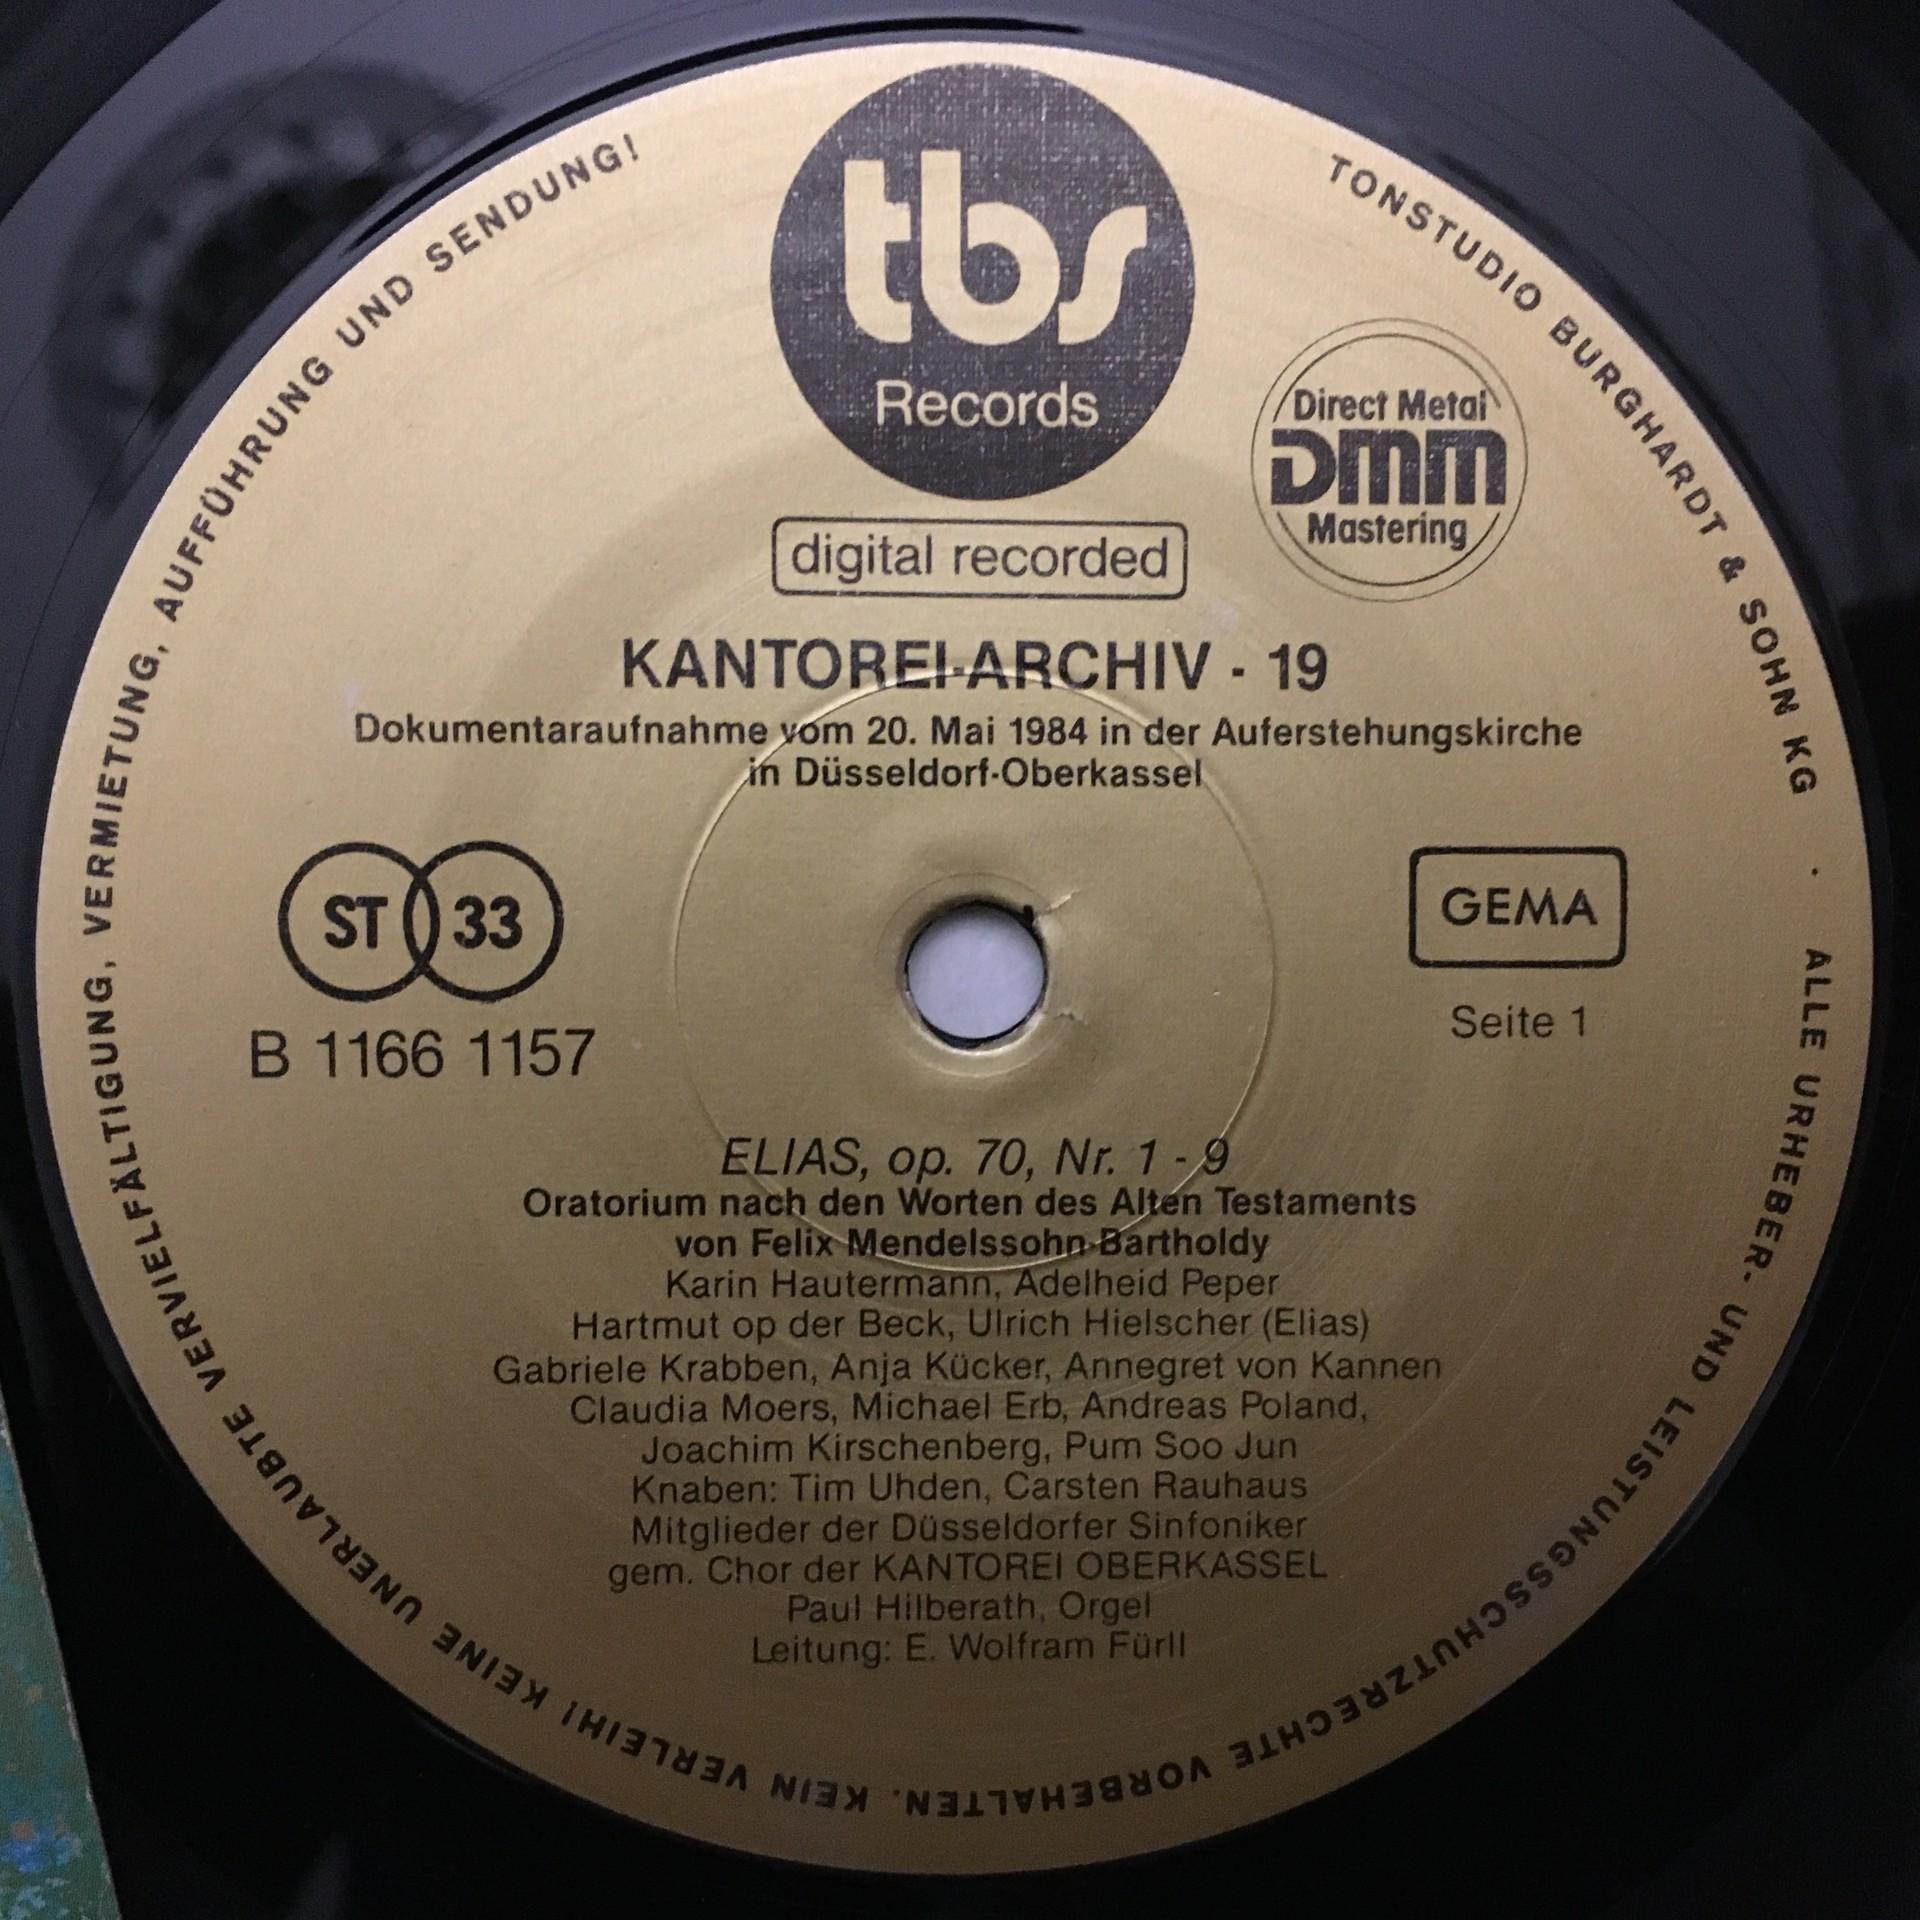 tbs
Records
digital recorded
Direct Metal
DMM
Mastering
KANTOREI-ARCHIV - 19
Dokumentaraufnahme vom 20. Mai 1984 in der Auferstehungskirche
in Düsseldorf-Oberkassel
ST 33
B 1166 1157
GEMA
Seite 1
ELIAS, op. 70, Nr. 1 - 9
Oratorium nach den Worten des Alten Testaments
von Felix Mendelssohn-Bartholdy
Karin Hautermann, Adelheid Peper
Hartmut op der Beck, Ulrich Hielscher (Elias)
Gabriele Krabben, Anja Kücker, Annegret von Kannen
Claudia Moers, Michael Erb, Andreas Poland,
Joachim Kirschenberg, Pum Soo Jun
Knaben: Tim Uhden, Carsten Rauhaus
Mitglieder der Düsseldorfer Sinfoniker
gem. Chor der KANTOREI OBERKASSEL
Paul Hilberath, Orgel
Leitung: E. Wolfram Fürll
TONSTUDIO BURGHARDT & SOHN KG · ALLE URHEBER- UND LEISTUNGSSCHUTZRECHTE VORBEHALTEN. KEIN VERLEIH! KEINE UNERLAUBTE VERVIELFÄLTIGUNG, VERMIETUNG, AUFFÜHRUNG UND SENDUNG!